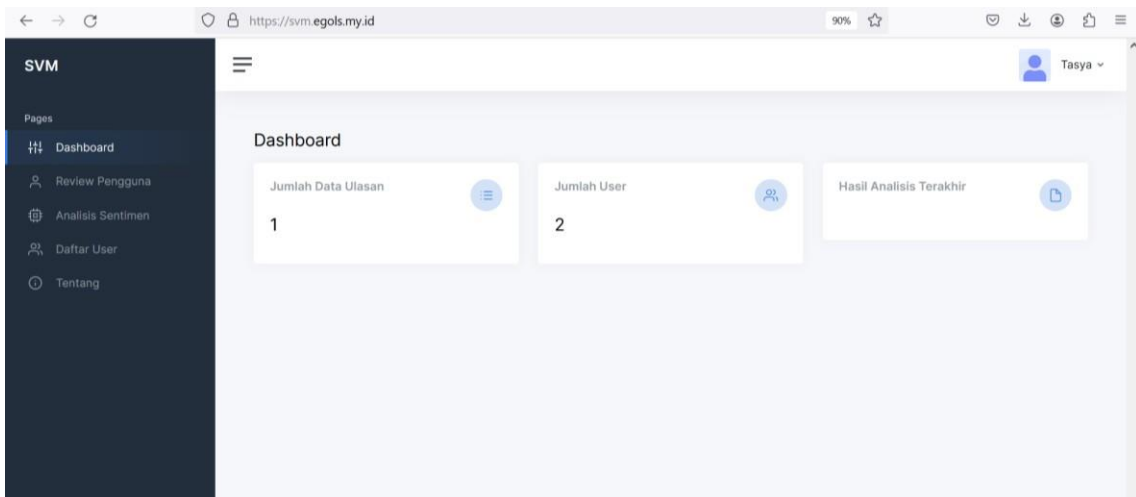 https://svm.egols.my.id
90%
SVM
Tasya
Pages
Dashboard
Review Pengguna
Analisis Sentimen
Daftar User
Tentang
Dashboard
Jumlah Data Ulasan
1
Jumlah User
2
Hasil Analisis Terakhir